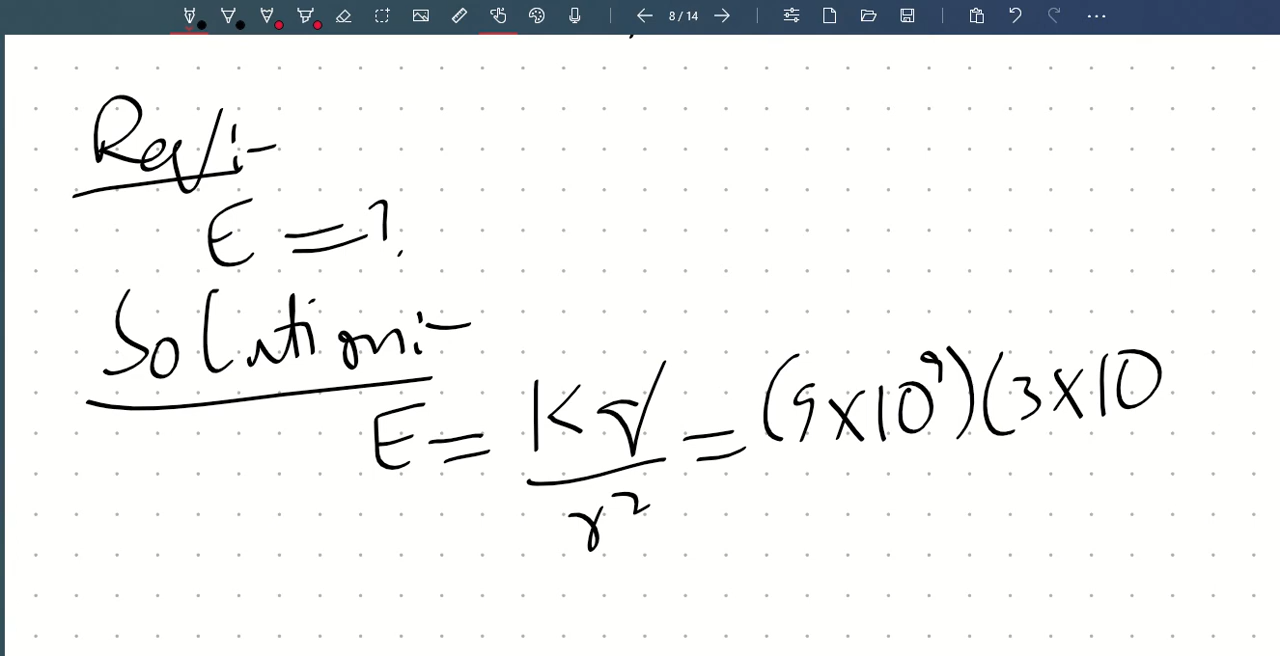 8 / 14
Req/:-
E = ?
Solution:-
E = Kq/r² = (9×10⁹)(3×10